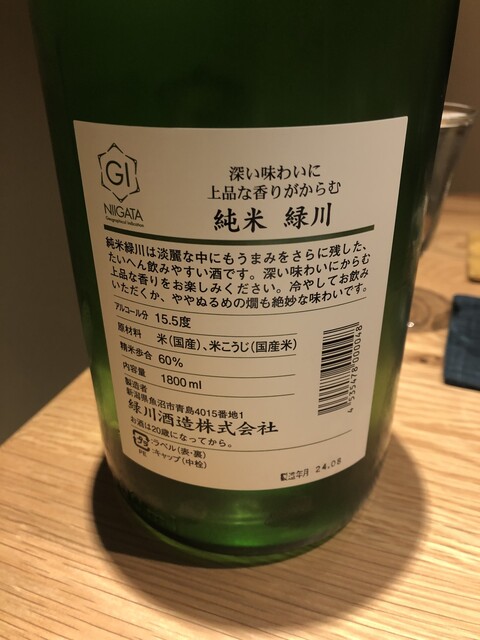 GI
NIIGATA
Geographical Indication
深い味わいに
上品な香りがからむ
純米 緑川
純米緑川は淡麗な中にもうまみをさらに残した、
たいへん飲みやすい酒です。深い味わいにからむ
上品な香りをお楽しみください。冷やしてお飲み
いただくか、ややぬるめの燗も絶妙な味わいです。
アルコール分 15.5度
原材料 米(国産)、米こうじ(国産米)
精米歩合 60%
内容量 1800ml
製造者
新潟県魚沼市青島4015番地1
緑川酒造株式会社
お酒は20歳になってから。
プラ
PE
:ラベル(表・裏)
:キャップ(中栓)
4 535478 000048
製造年月 24.08